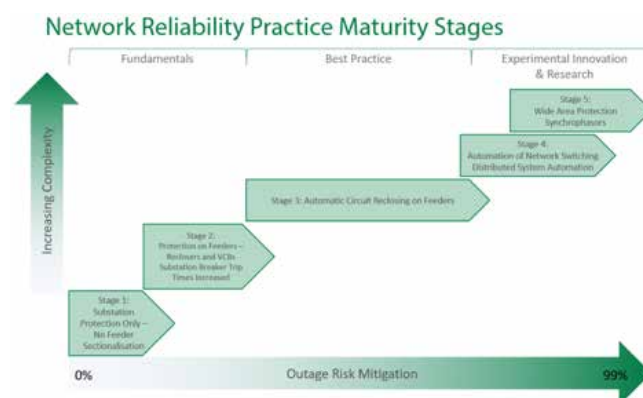 Network Reliability Practice Maturity Stages
Fundamentals
Best Practice
Experimental Innovation
& Research
Increasing Complexity
Stage 5:
Wide Area Protection
Synchrophasors
Stage 4:
Automation of Network Switching
Distributed System Automation
Stage 3: Automatic Circuit Reclosing on Feeders
Stage 2:
Protection on Feeders –
Reclosers and VCBs
Substation Breaker Trip
Times Increased
Stage 1:
Substation
Protection Only –
No Feeder
Sectionalisation
0%
Outage Risk Mitigation
99%